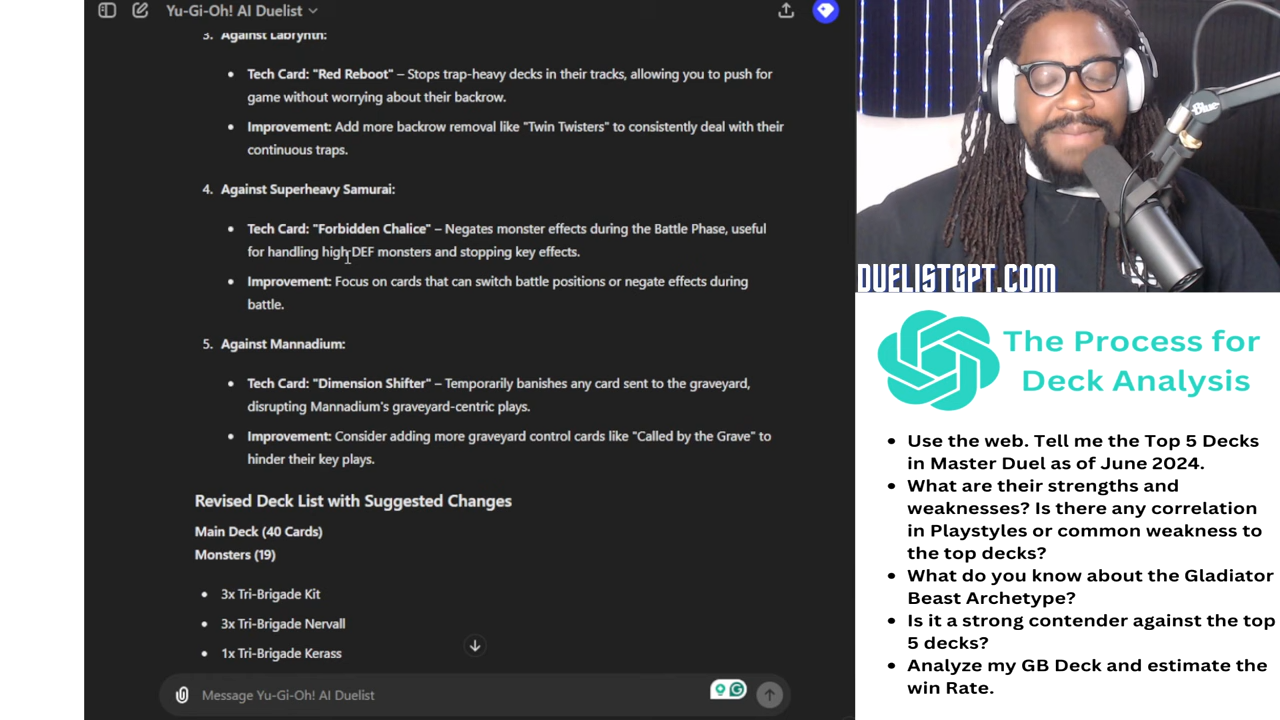 Yu-Gi-Oh! AI Duelist
3. Against Labrynth:
• Tech Card: "Red Reboot" – Stops trap-heavy decks in their tracks, allowing you to push for
game without worrying about their backrow.
• Improvement: Add more backrow removal like "Twin Twisters" to consistently deal with their
continuous traps.
4. Against Superheavy Samurai:
• Tech Card: "Forbidden Chalice" – Negates monster effects during the Battle Phase, useful
for handling high DEF monsters and stopping key effects.
• Improvement: Focus on cards that can switch battle positions or negate effects during
battle.
5. Against Mannadium:
• Tech Card: "Dimension Shifter" – Temporarily banishes any card sent to the graveyard,
disrupting Mannadium's graveyard-centric plays.
• Improvement: Consider adding more graveyard control cards like "Called by the Grave" to
hinder their key plays.
Revised Deck List with Suggested Changes
Main Deck (40 Cards)
Monsters (19)
• 3x Tri-Brigade Kit
• 3x Tri-Brigade Nervall
• 1x Tri-Brigade Kerass
Message Yu-Gi-Oh! AI Duelist
Blue
DUELISTGPT.COM
The Process for
Deck Analysis
• Use the web. Tell me the Top 5 Decks
in Master Duel as of June 2024.
• What are their strengths and
weaknesses? Is there any correlation
in Playstyles or common weakness to
the top decks?
• What do you know about the Gladiator
Beast Archetype?
• Is it a strong contender against the top
5 decks?
• Analyze my GB Deck and estimate the
win Rate.